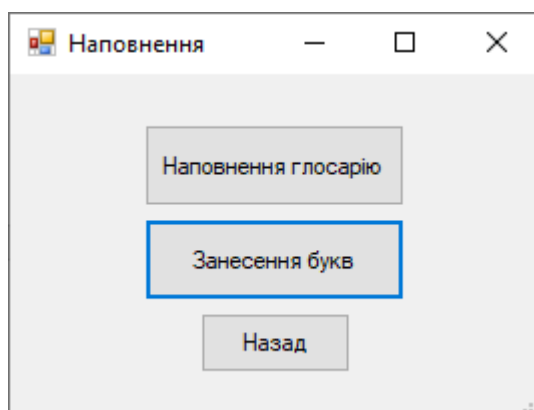 Наповнення
Наповнення глосарію
Занесення букв
Назад